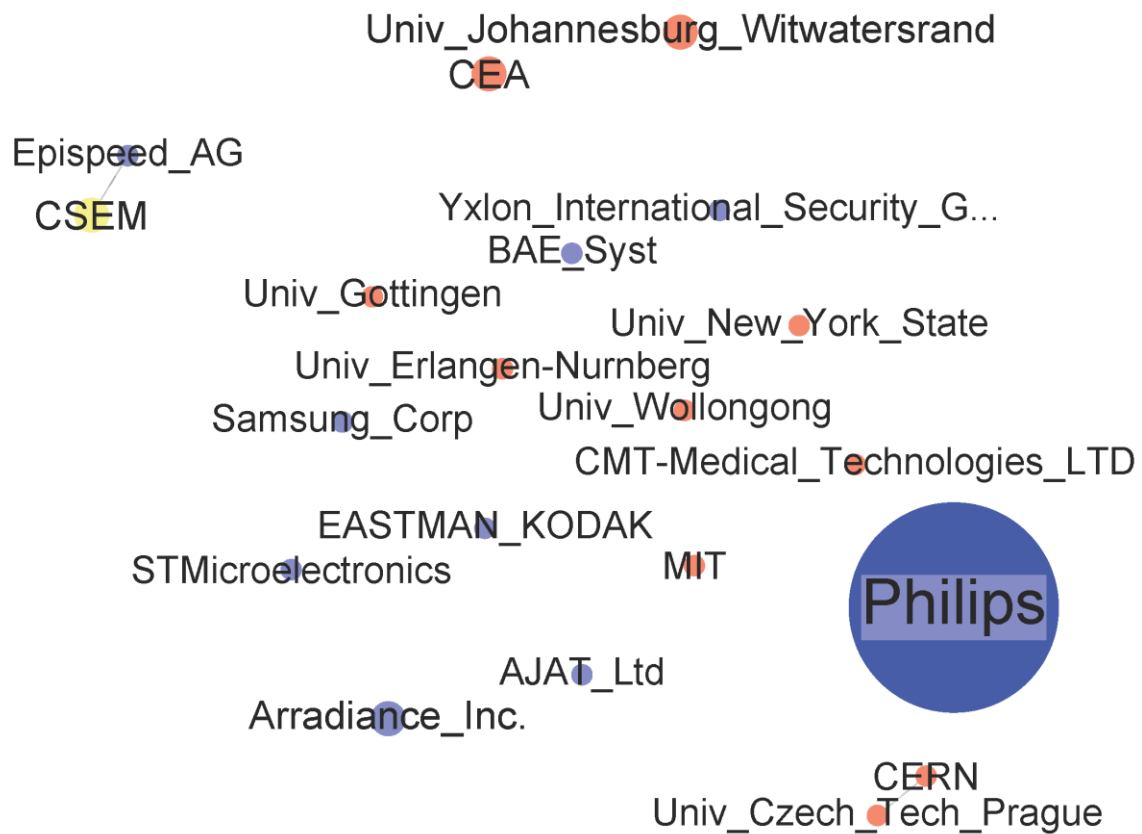 Univ_Johannesburg_Witwatersrand
CEA
Epispeed_AG
CSEM
Yxlon_International_Security_G...
BAE_Syst
Univ_Gottingen
Univ_New_York_State
Univ_Erlangen-Nurnberg
Univ_Wollongong
Samsung_Corp
CMT-Medical_Technologies_LTD
EASTMAN_KODAK
STMicroelectronics
MIT
Philips
AJAT_Ltd
Arradiance_Inc.
CERN
Univ_Czech_Tech_Prague